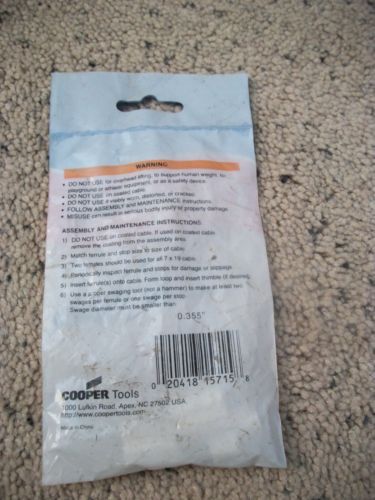 WARNING
• DO NOT USE for overhead lifting, to support human weight, for
playground or athletic equipment, or as a safety device.
• DO NOT USE on coated cable.
• DO NOT USE if visibly worn, distorted, or cracked.
• FOLLOW ASSEMBLY and MAINTENANCE instructions.
• MISUSE can result in serious bodily injury or property damage.
ASSEMBLY AND MAINTENANCE INSTRUCTIONS
1) DO NOT USE on coated cable. If used on coated cable
remove the coating from the assembly area.
2) Match ferrule and stop size to size of cable.
3) Two ferrules should be used for all 7 x 19 cable.
4) Periodically inspect ferrule and stops for damage or slippage.
5) Insert ferrule(s) onto cable. Form loop and insert thimble (if desired).
6) Use a proper swaging tool (not a hammer) to make at least two
swages per ferrule or one swage per stop.
Swage diameter must be smaller than:
0.355"
0 20418 15715 8
COOPER Tools
1000 Lufkin Road, Apex, NC 27502 USA
http://www.coopertools.com
Made in China